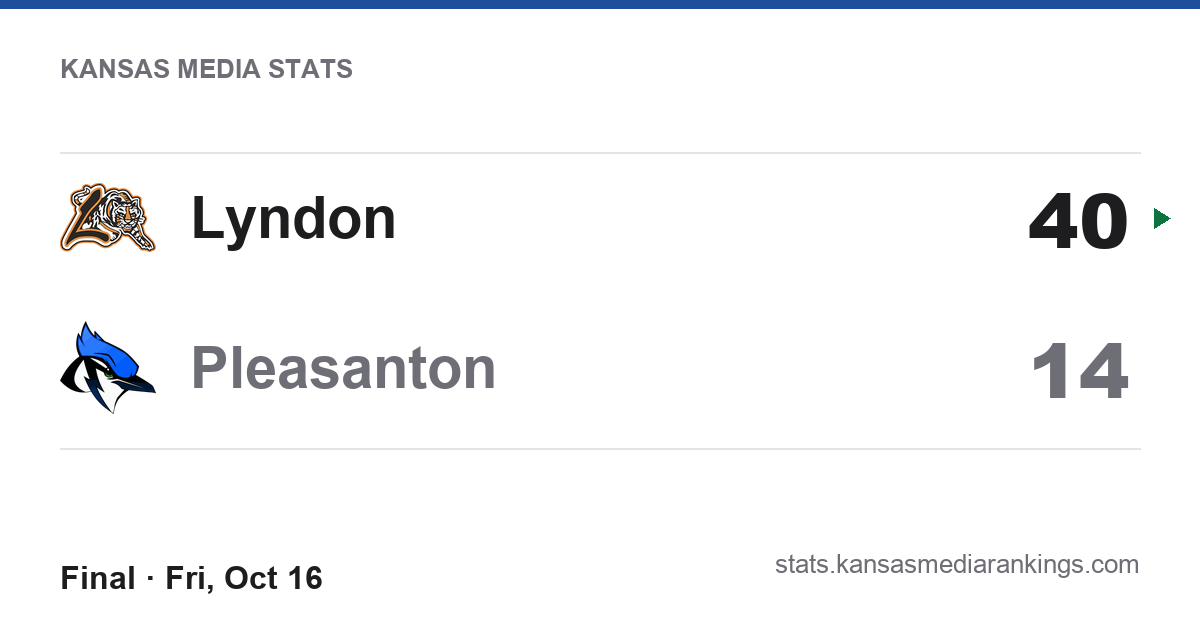 KANSAS MEDIA STATS
Lyndon 40
Pleasanton 14
Final · Fri, Oct 16
stats.kansasmediarankings.com